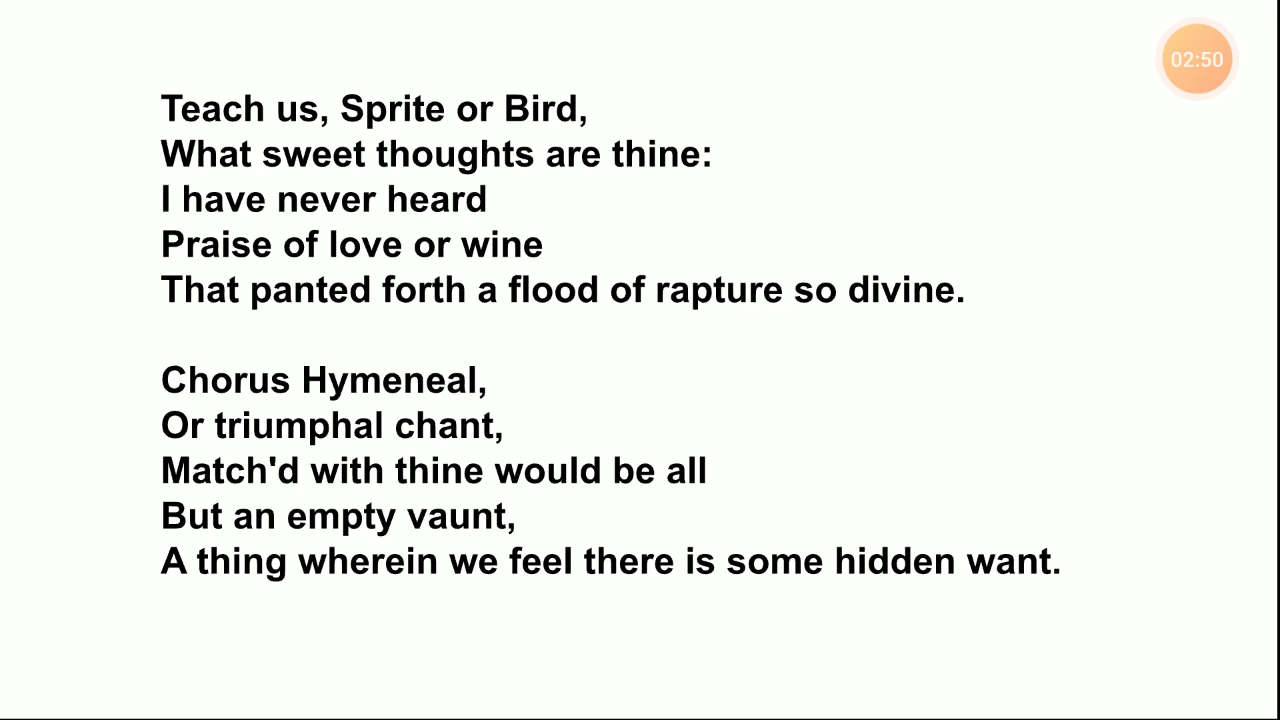 02:50
Teach us, Sprite or Bird,
What sweet thoughts are thine:
I have never heard
Praise of love or wine
That panted forth a flood of rapture so divine.
Chorus Hymeneal,
Or triumphal chant,
Match'd with thine would be all
But an empty vaunt,
A thing wherein we feel there is some hidden want.